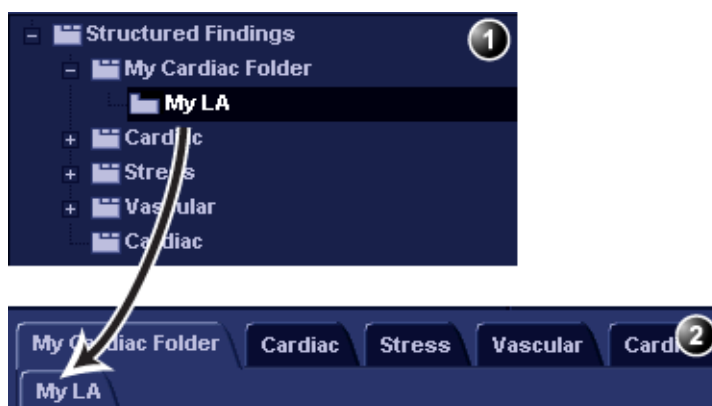 Structured Findings
1
My Cardiac Folder
My LA
Cardiac
Stress
Vascular
Cardiac
My Cardiac Folder Cardiac Stress Vascular Cardi 2
My LA